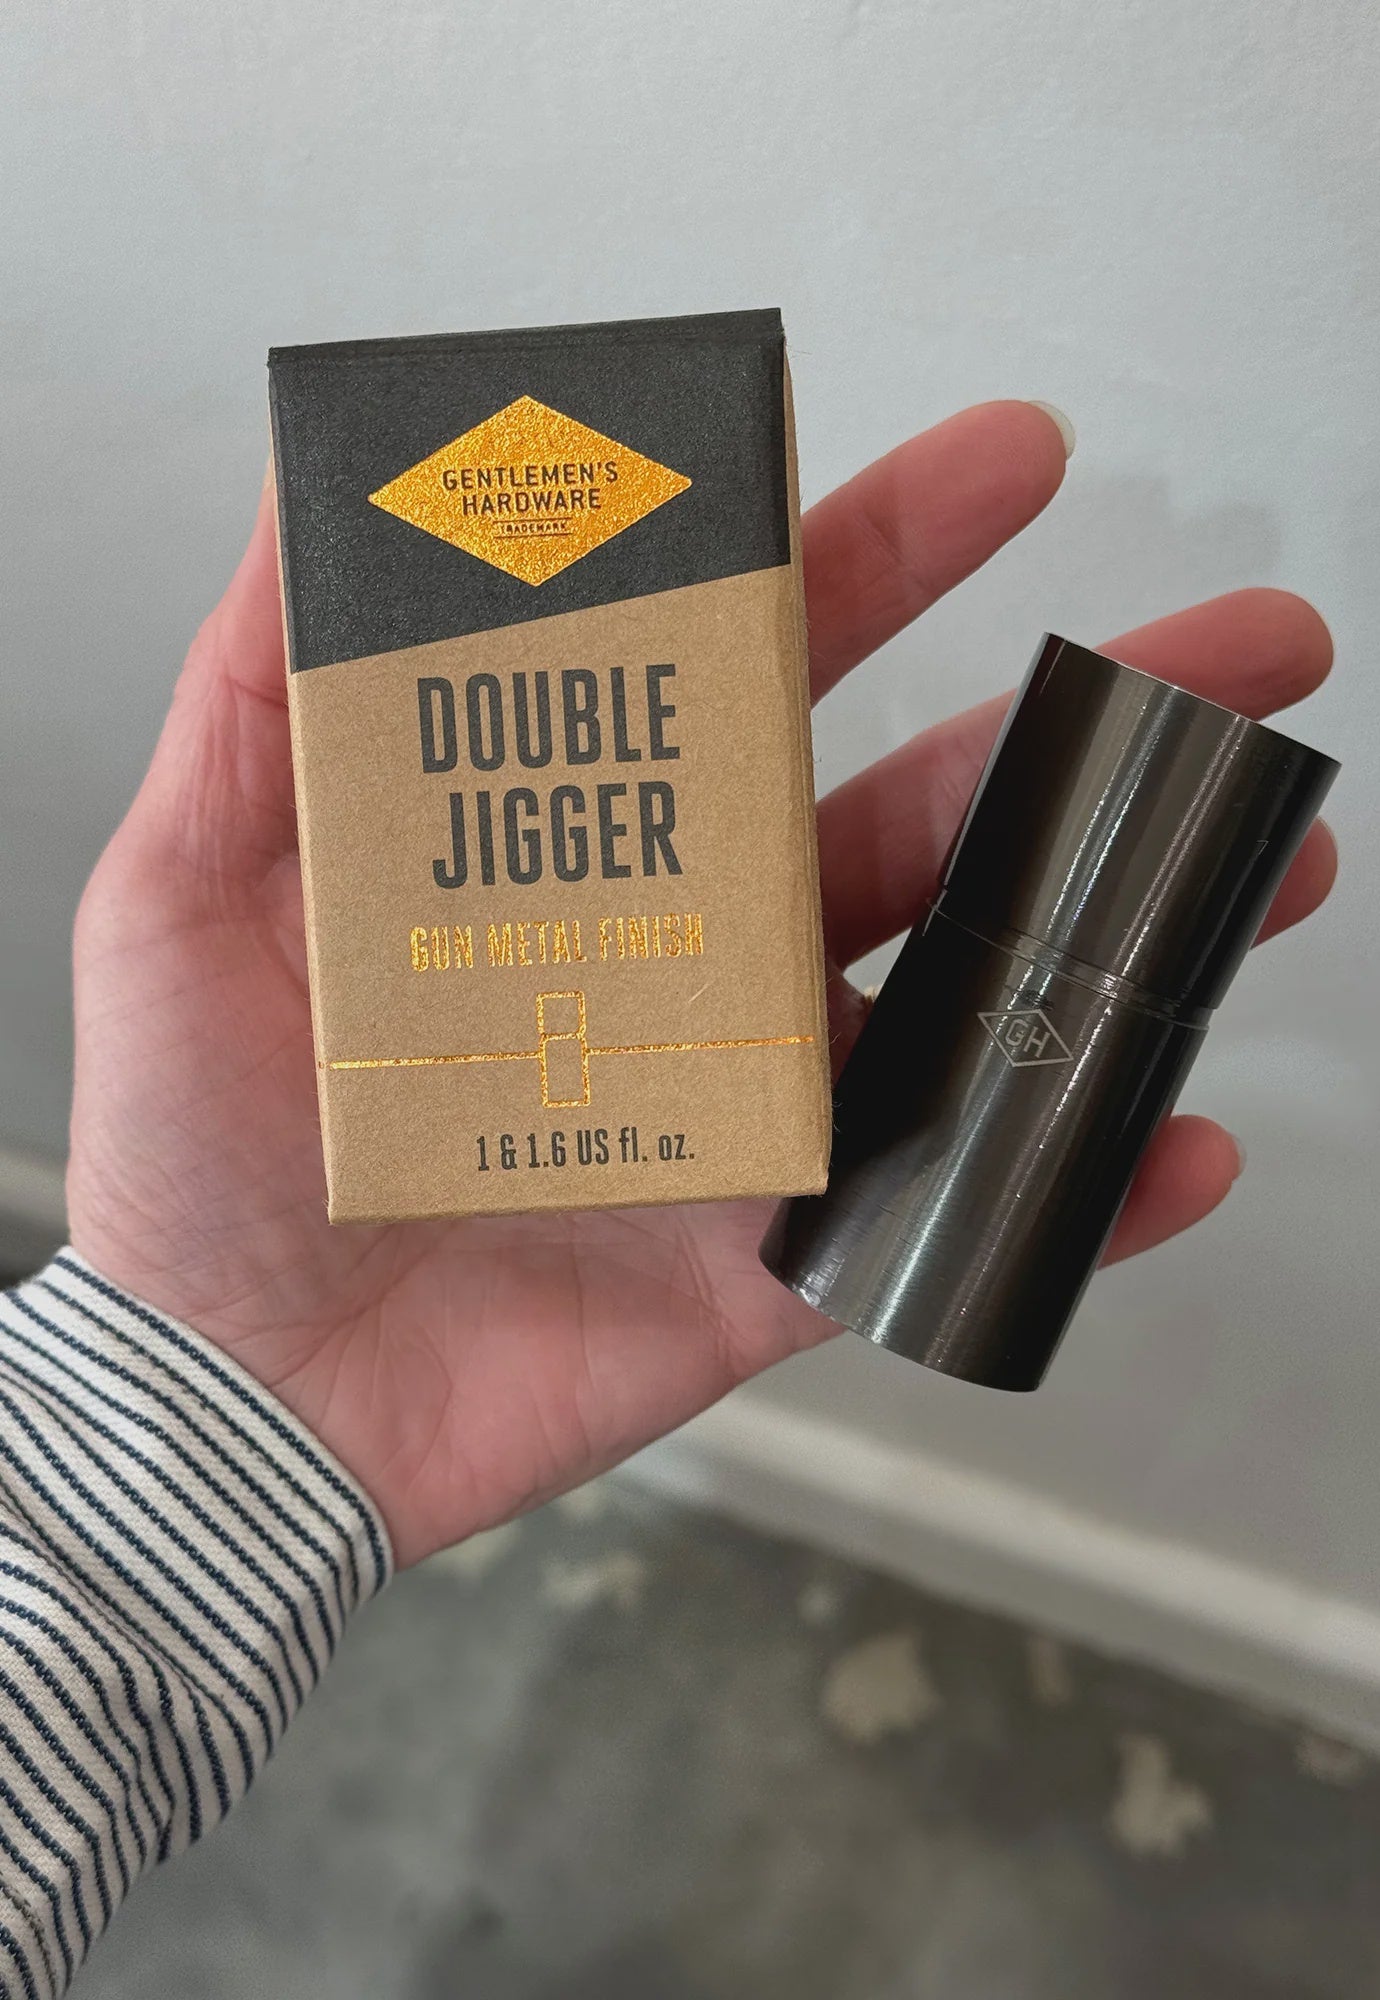 GENTLEMEN'S
HARDWARE
TRADEMARK
DOUBLE
JIGGER
GUN METAL FINISH
1 & 1.6 US fl. oz.
GH